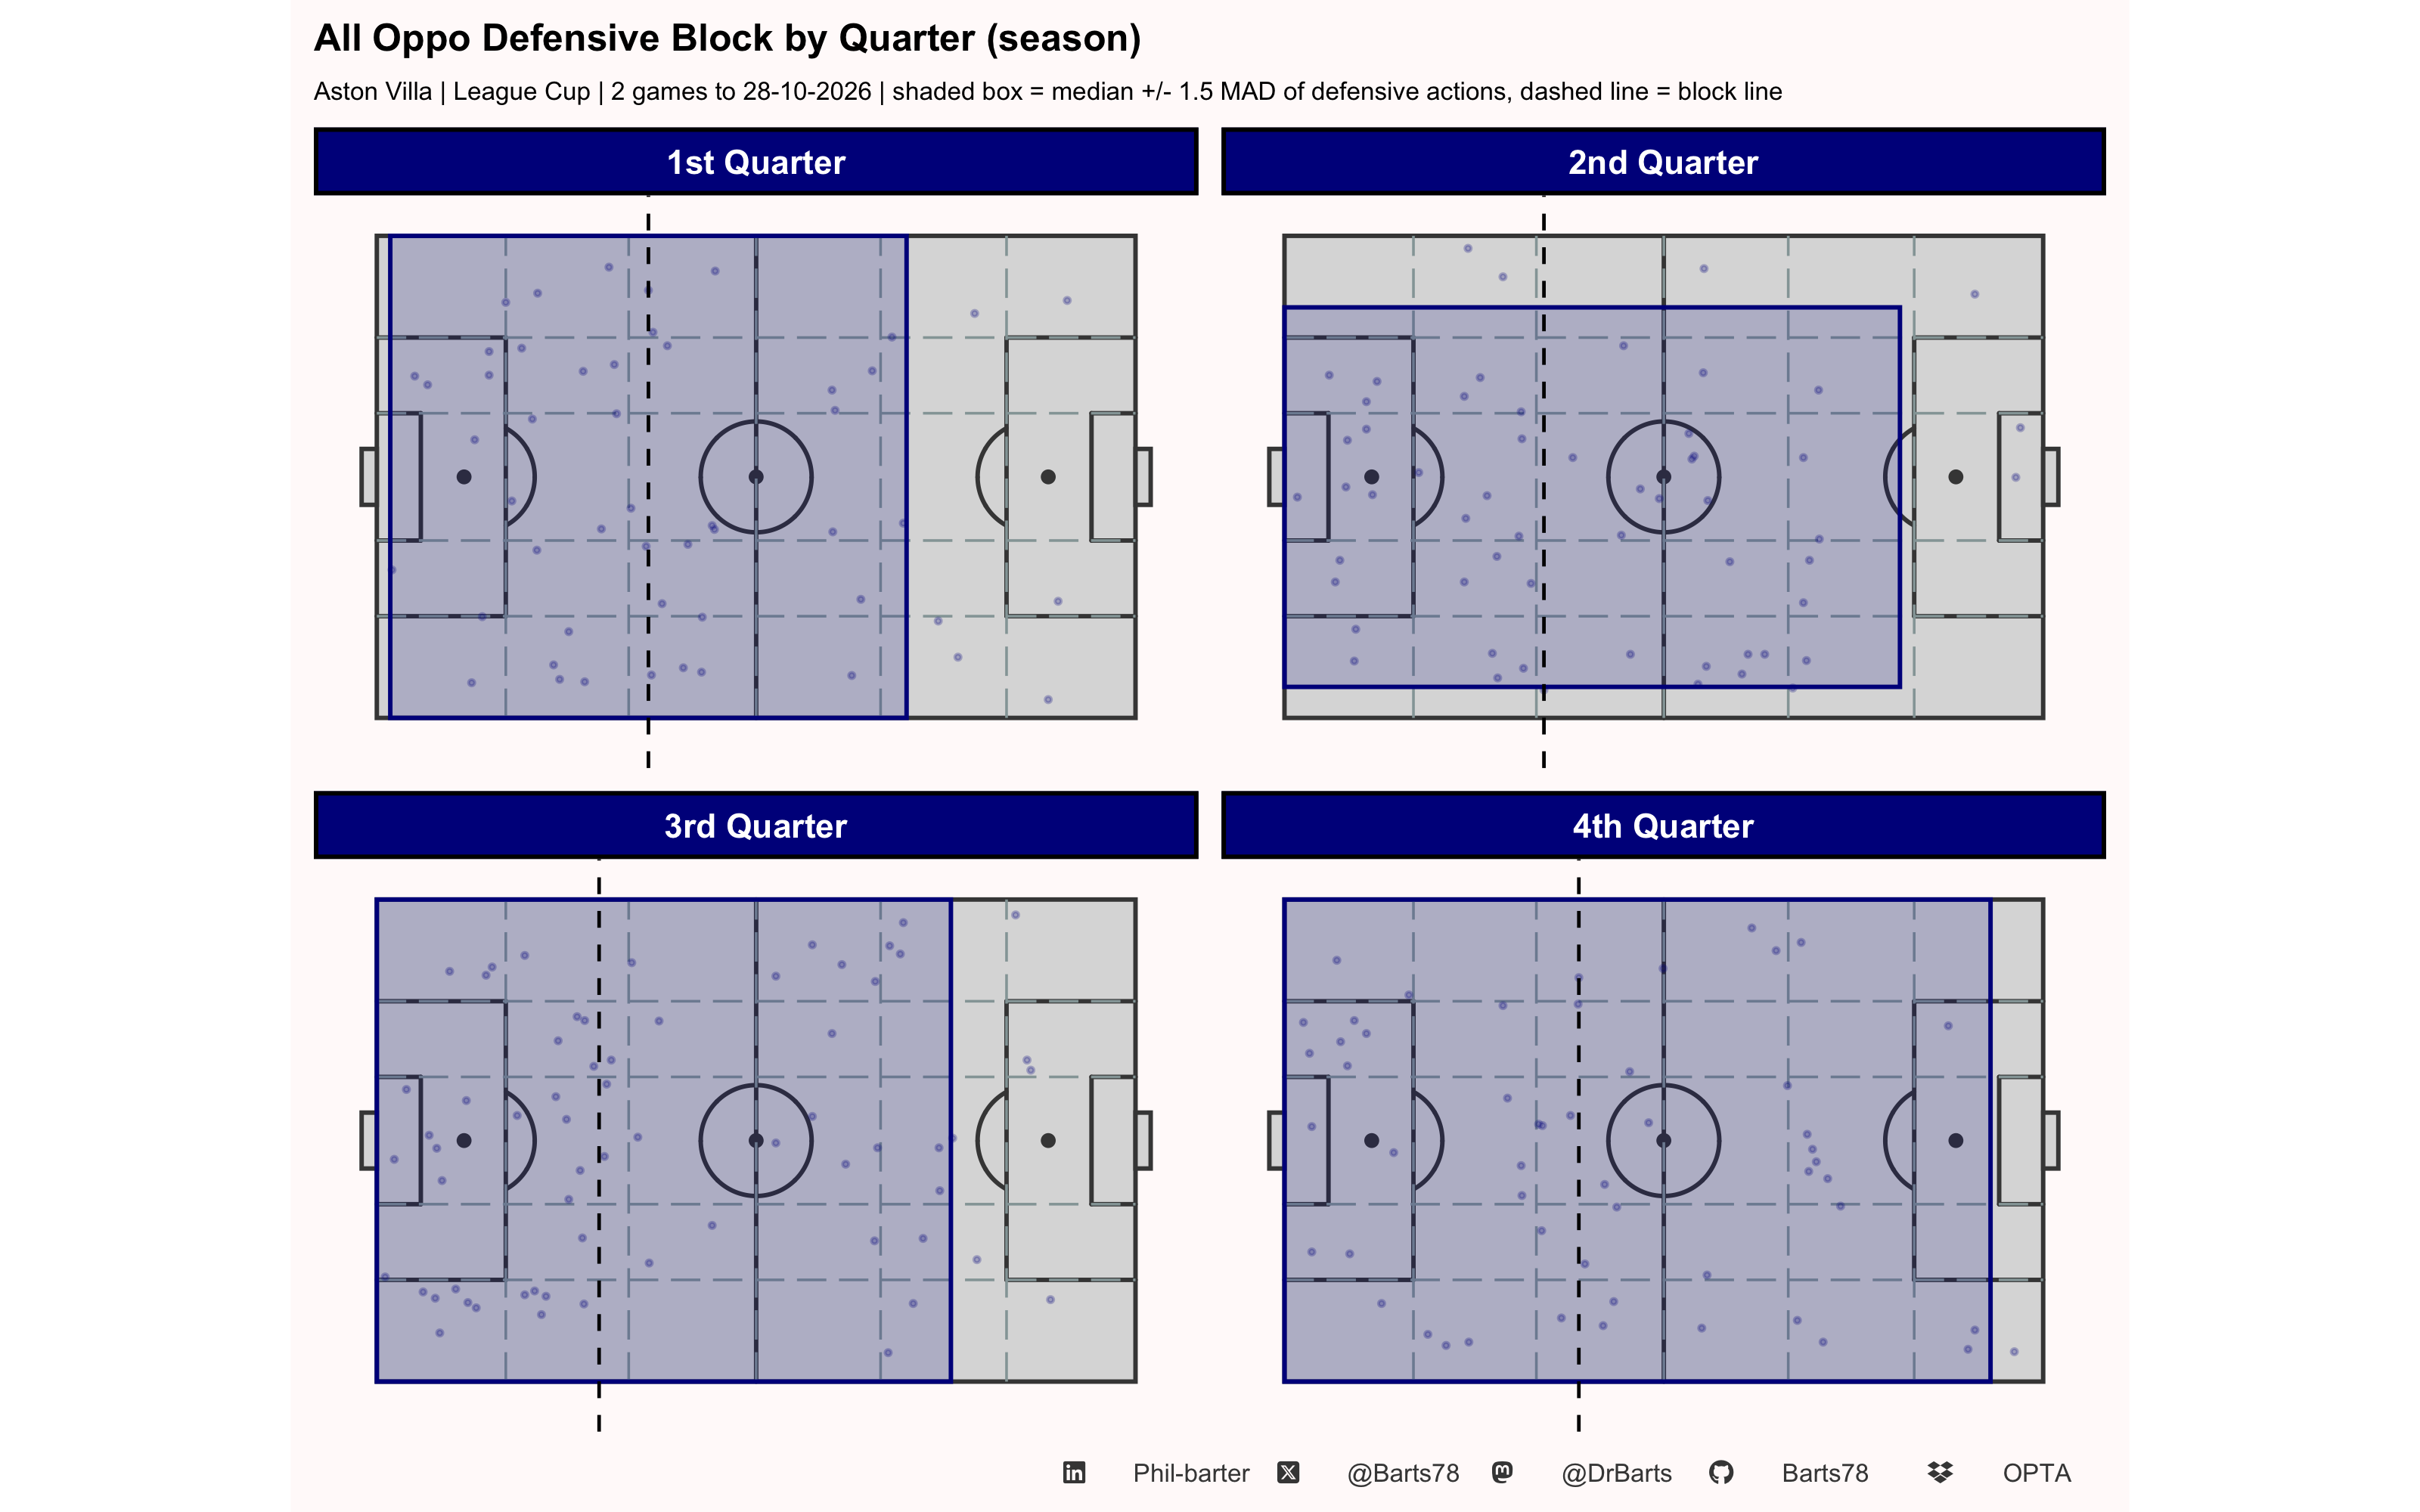 All Oppo Defensive Block by Quarter (season)
Aston Villa | League Cup | 2 games to 28-10-2026 | shaded box = median +/- 1.5 MAD of defensive actions, dashed line = block line
1st Quarter
2nd Quarter
3rd Quarter
4th Quarter
Phil-barter @Barts78 @DrBarts Barts78 OPTA